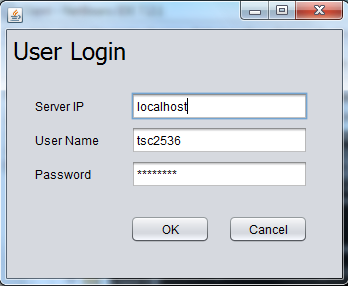 User Login
Server IP localhost
User Name tsc2536
Password ********
OK Cancel